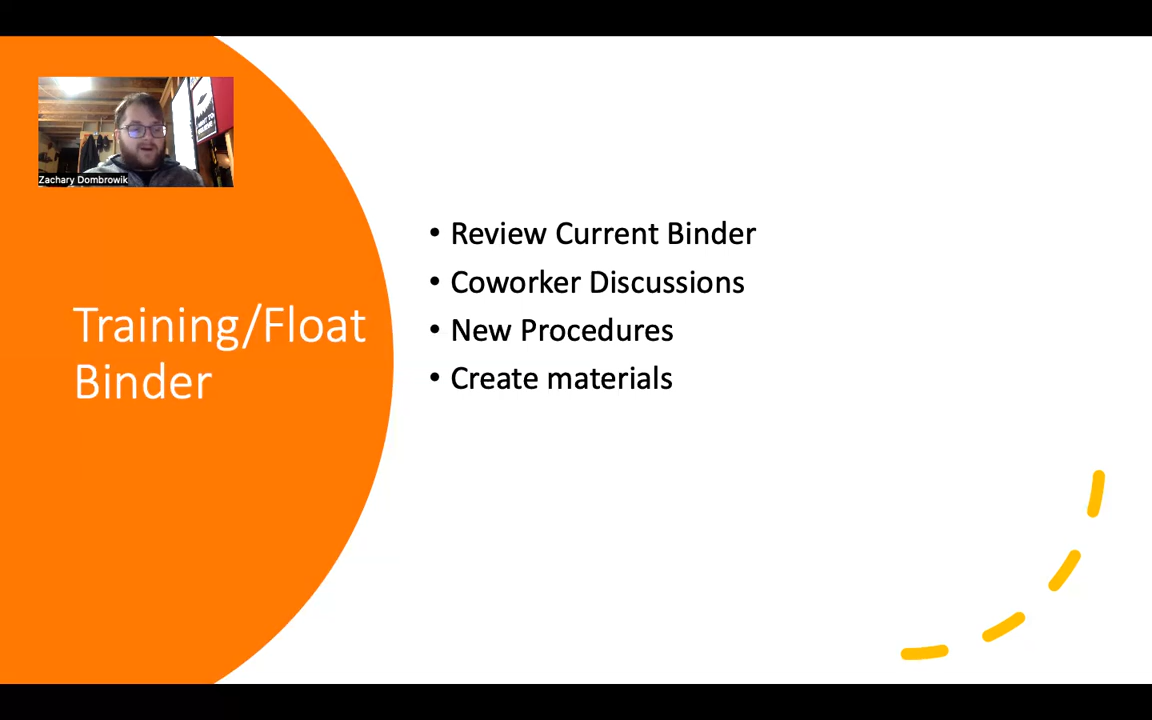 Zachary Dombrowik
Training/Float
Binder
• Review Current Binder
• Coworker Discussions
• New Procedures
• Create materials